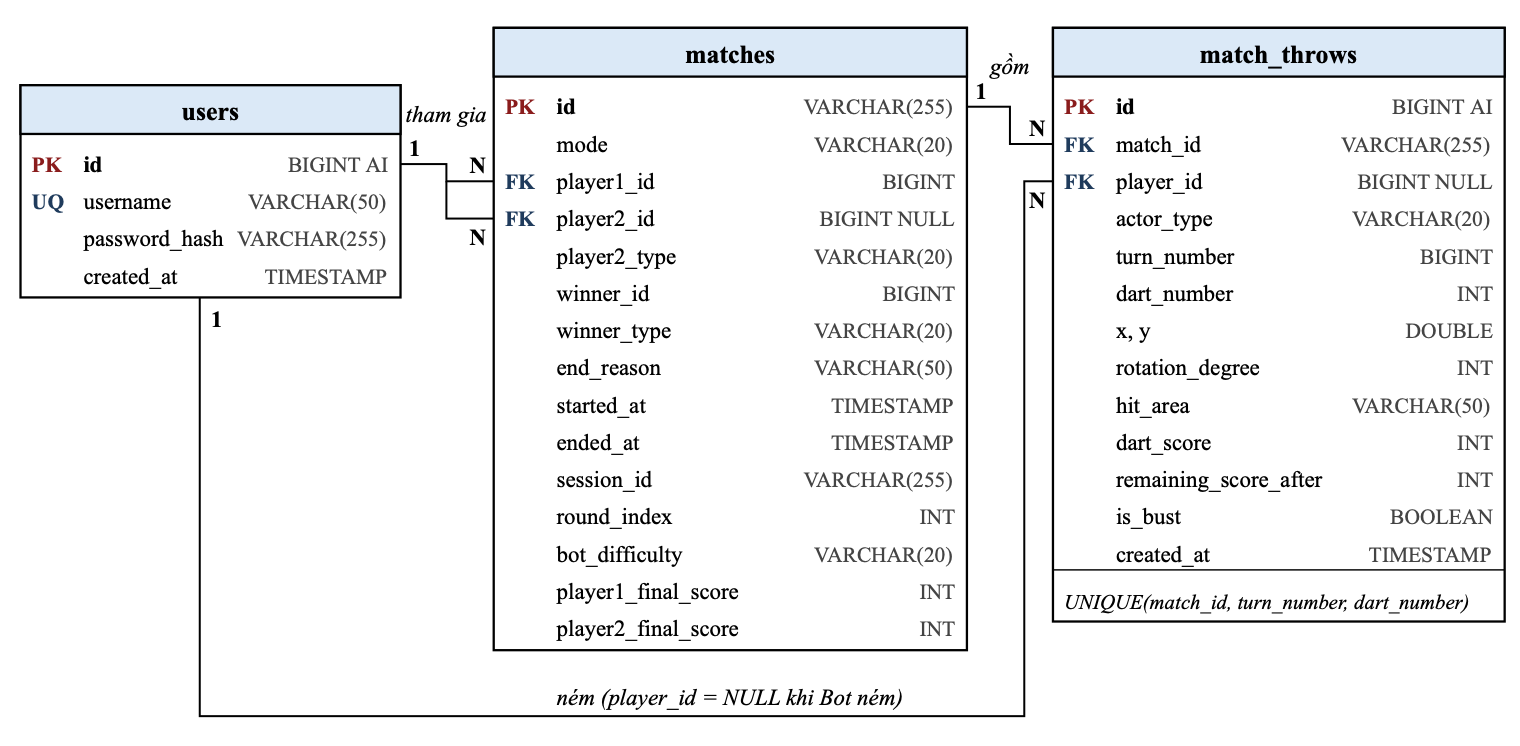 users
PK id BIGINT AI
UQ username VARCHAR(50)
password_hash VARCHAR(255)
created_at TIMESTAMP
1
tham gia
1
N
N
matches
PK id VARCHAR(255)
mode VARCHAR(20)
FK player1_id BIGINT
FK player2_id BIGINT NULL
player2_type VARCHAR(20)
winner_id BIGINT
winner_type VARCHAR(20)
end_reason VARCHAR(50)
started_at TIMESTAMP
ended_at TIMESTAMP
session_id VARCHAR(255)
round_index INT
bot_difficulty VARCHAR(20)
player1_final_score INT
player2_final_score INT
gồm
1
N
N
match_throws
PK id BIGINT AI
FK match_id VARCHAR(255)
FK player_id BIGINT NULL
actor_type VARCHAR(20)
turn_number BIGINT
dart_number INT
x, y DOUBLE
rotation_degree INT
hit_area VARCHAR(50)
dart_score INT
remaining_score_after INT
is_bust BOOLEAN
created_at TIMESTAMP
UNIQUE(match_id, turn_number, dart_number)
ném (player_id = NULL khi Bot ném)